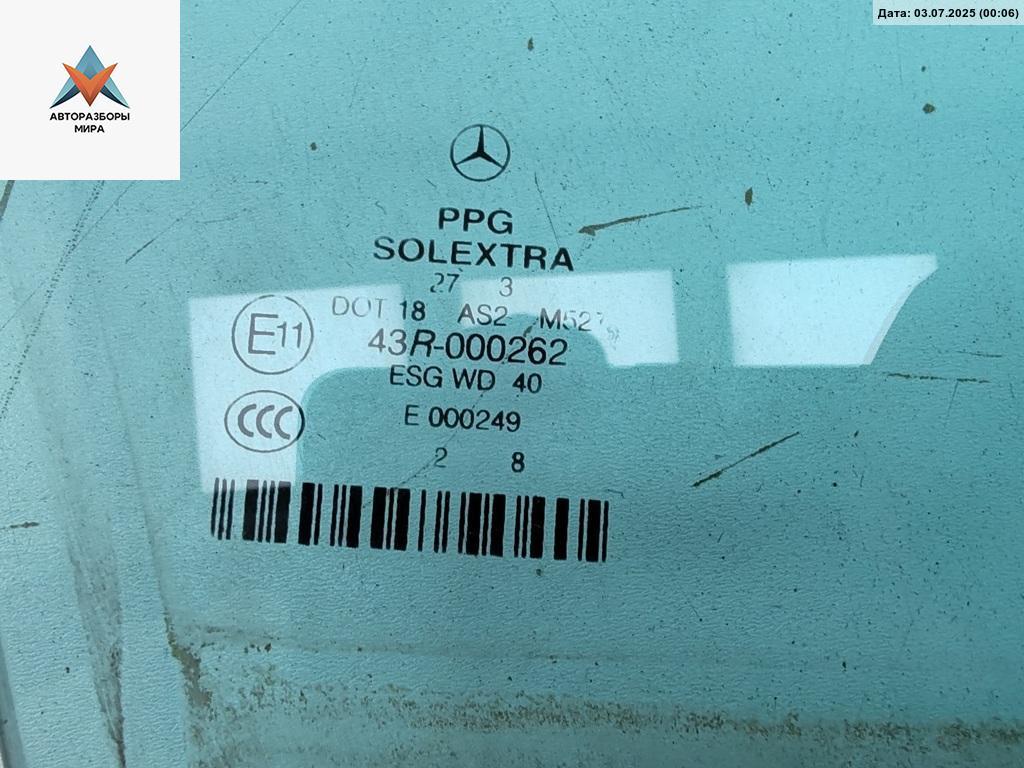 Дата: 03.07.2025 (00:06)
АВТОРАЗБОРЫ
МИРА
PPG
SOLEXTRA
27 3
DOT 18 AS2
E11
43R-000262
ESG WD 40
CCC
E 000249
2 8